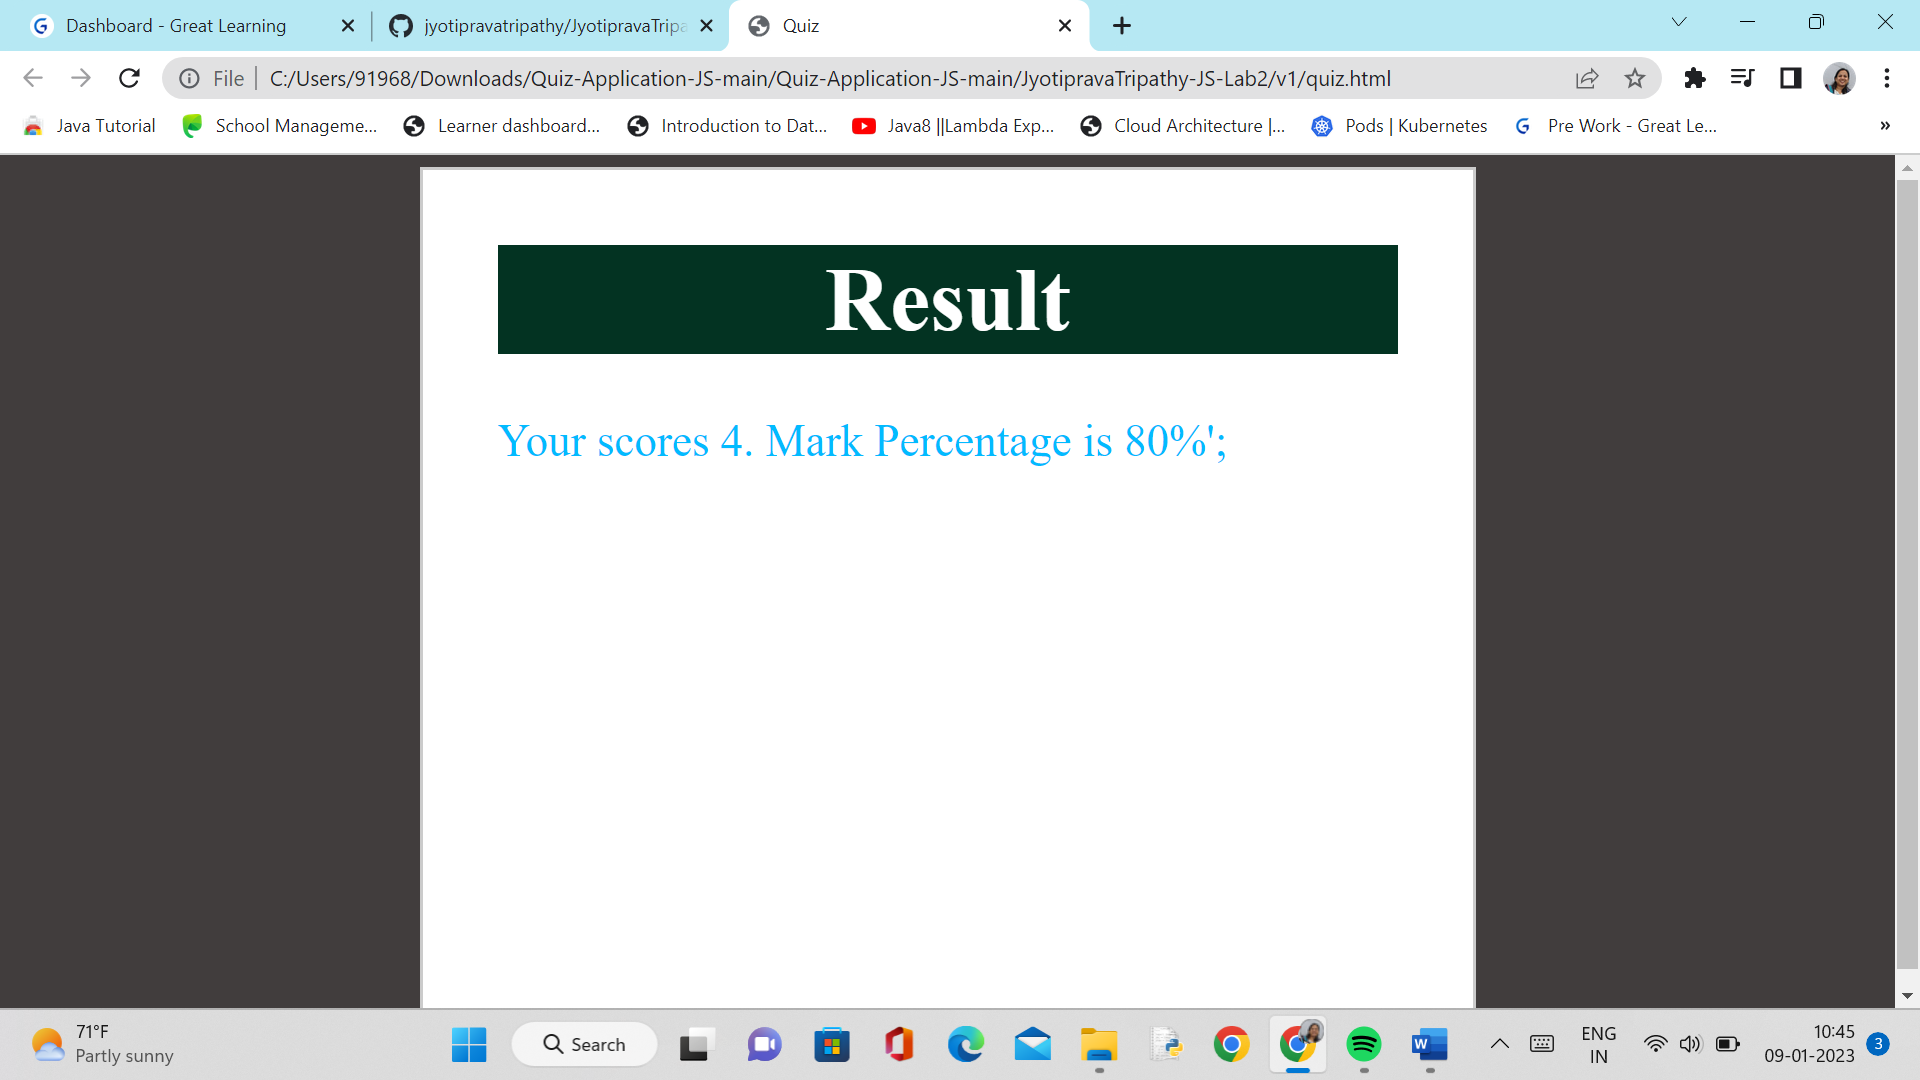 Dashboard - Great Learning
jyotipravatripathy/JyotipravaTripa
Quiz
File
C:/Users/91968/Downloads/Quiz-Application-JS-main/Quiz-Application-JS-main/JyotipravaTripathy-JS-Lab2/v1/quiz.html
Java Tutorial
School Manageme...
Learner dashboard...
Introduction to Dat...
Java8 ||Lambda Exp...
Cloud Architecture |...
Pods | Kubernetes
Pre Work - Great Le...
»
Result
Your scores 4. Mark Percentage is 80%';
71°F
Partly sunny
Search
W
ENG
IN
10:45
09-01-2023
3